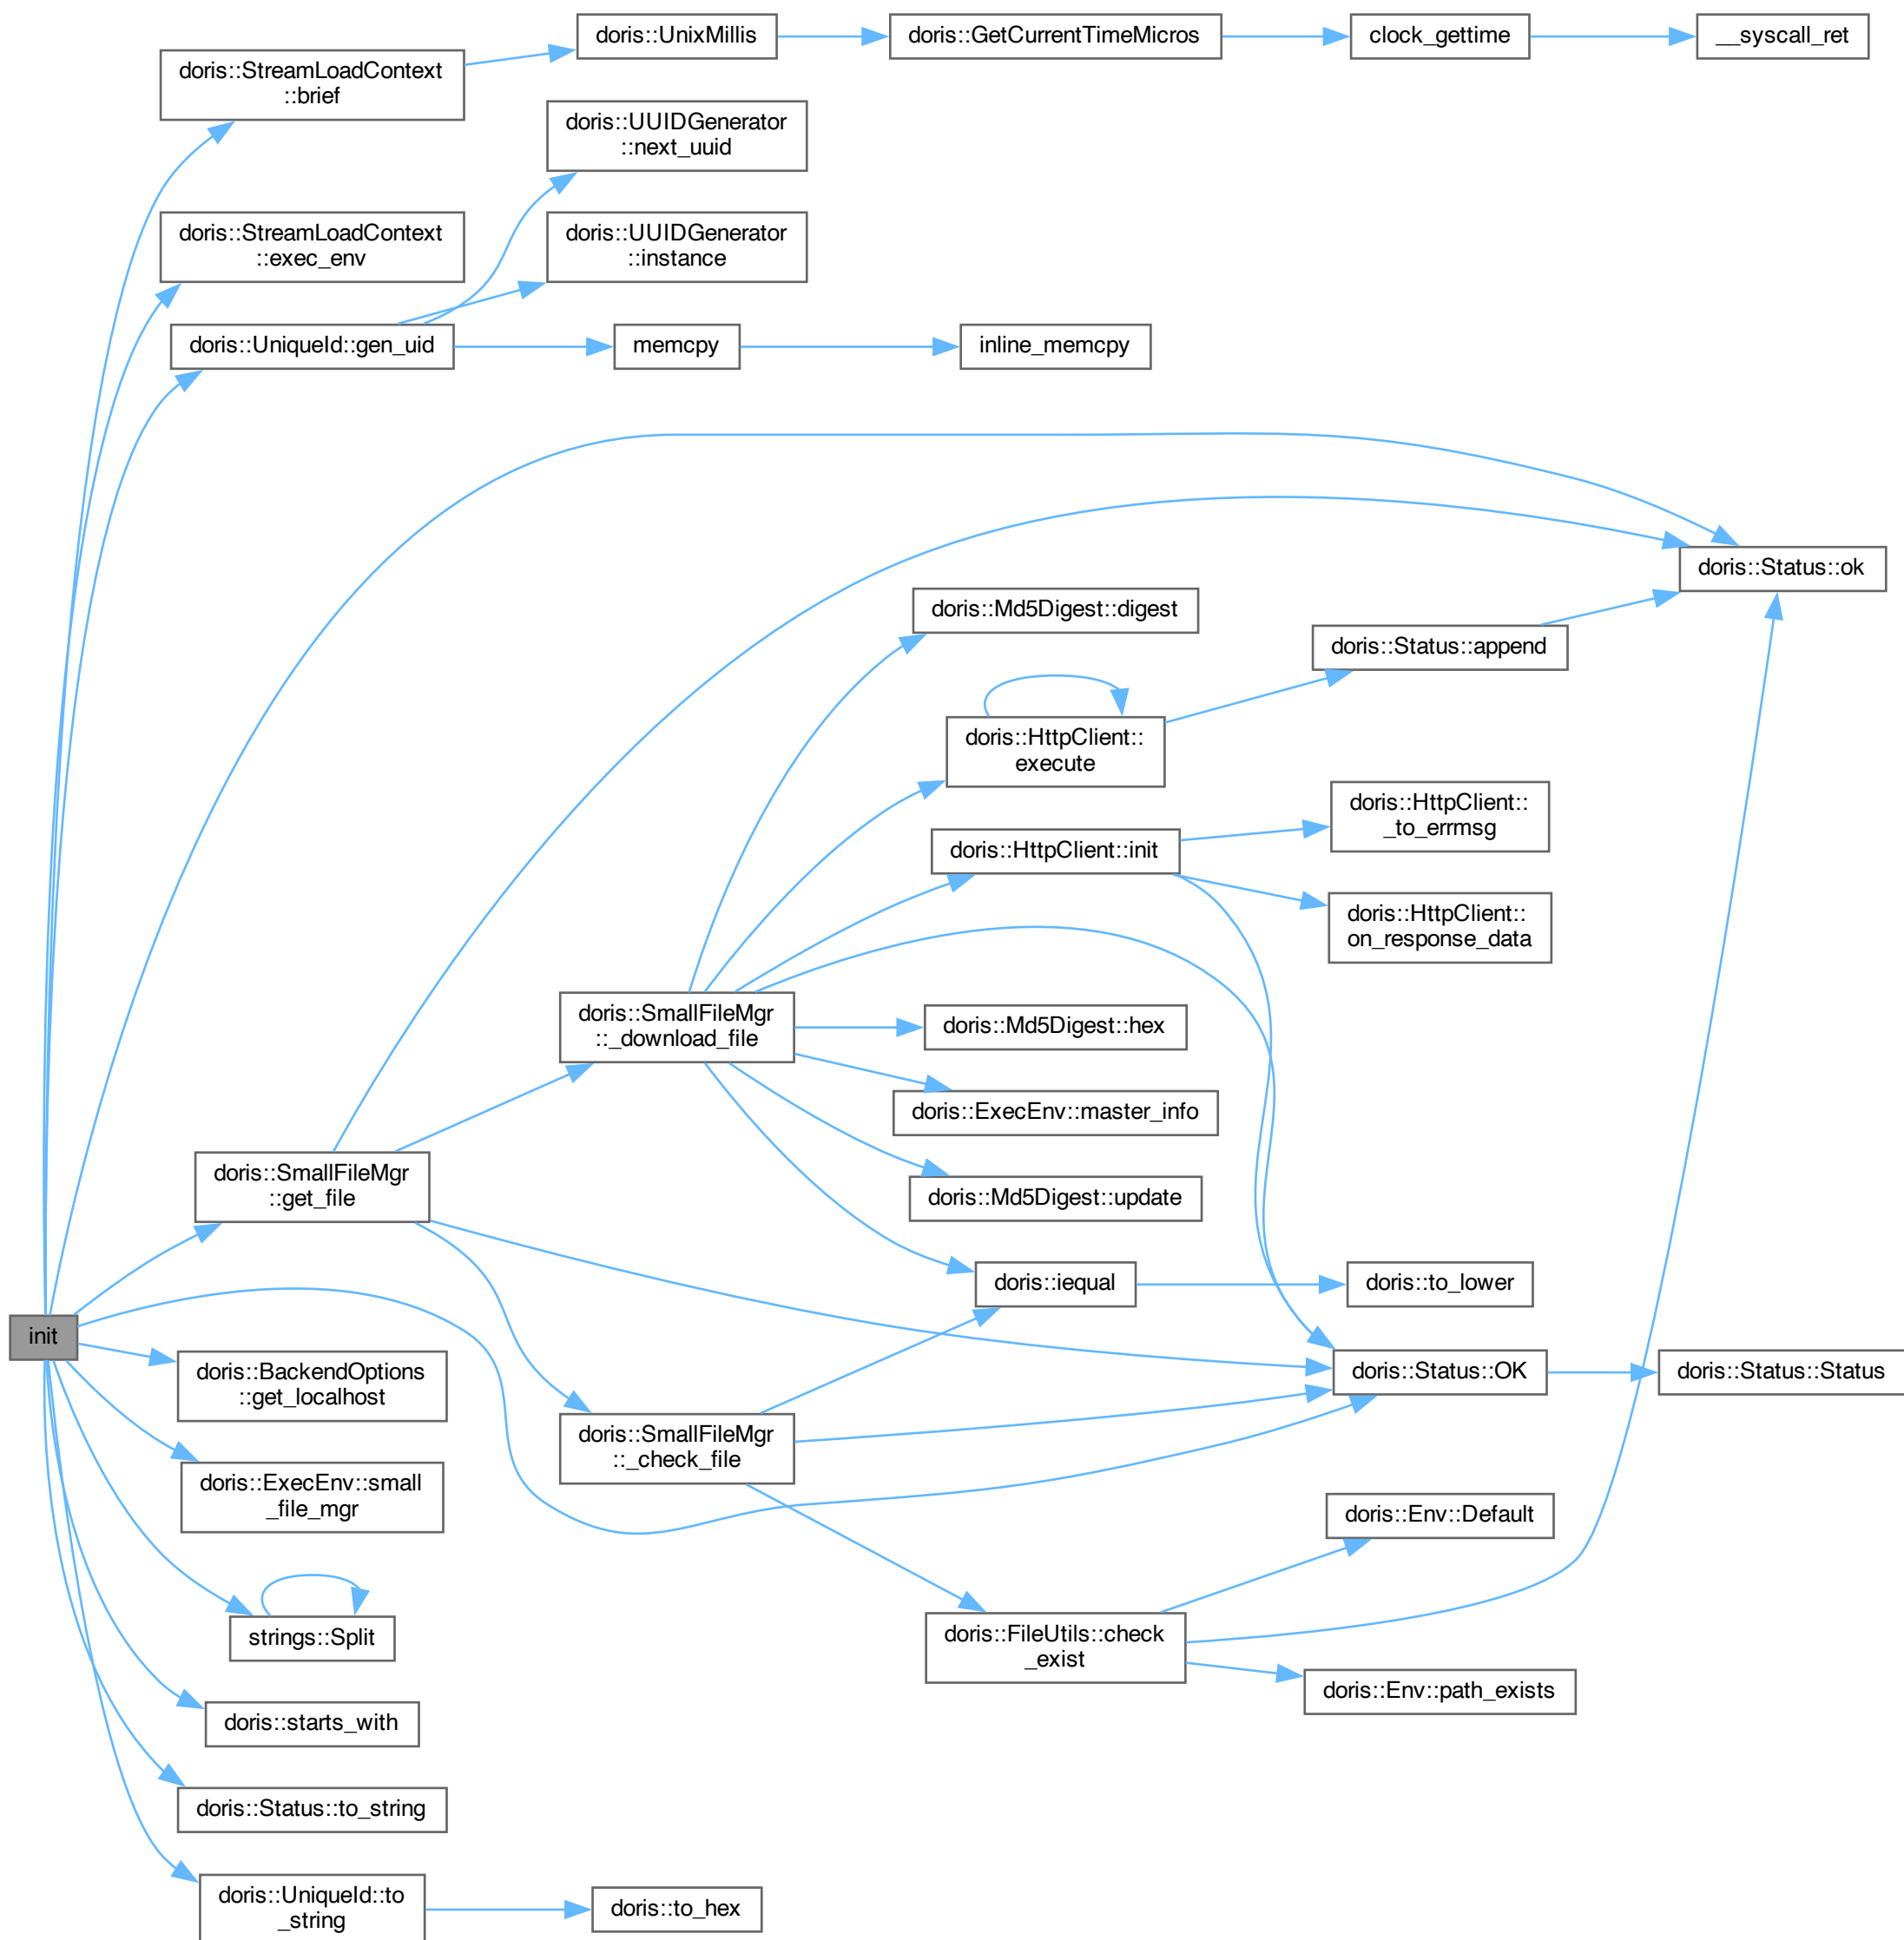 doris::UnixMillis
doris::GetCurrentTimeMicros
clock_gettime
__syscall_ret
doris::StreamLoadContext
::brief
doris::UUIDGenerator
::next_uuid
doris::StreamLoadContext
::exec_env
doris::UUIDGenerator
::instance
doris::UniqueId::gen_uid
memcpy
inline_memcpy
doris::Status::ok
doris::Md5Digest::digest
doris::Status::append
doris::HttpClient::
execute
doris::HttpClient::
_to_errmsg
doris::HttpClient::init
doris::HttpClient::
on_response_data
doris::SmallFileMgr
::_download_file
doris::Md5Digest::hex
doris::ExecEnv::master_info
doris::SmallFileMgr
::get_file
doris::Md5Digest::update
doris::iequal
doris::to_lower
init
doris::BackendOptions
::get_localhost
doris::Status::OK
doris::Status::Status
doris::SmallFileMgr
::_check_file
doris::ExecEnv::small
_file_mgr
doris::Env::Default
strings::Split
doris::FileUtils::check
_exist
doris::Env::path_exists
doris::starts_with
doris::Status::to_string
doris::UniqueId::to
_string
doris::to_hex